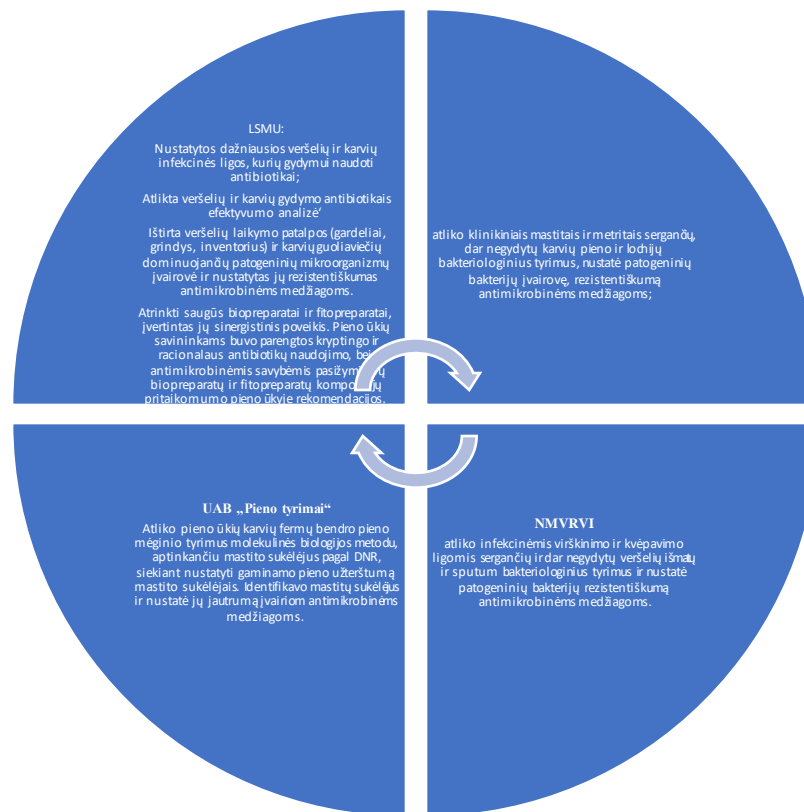 LSMU:
Nustatytos dažniausios veršelių ir karvių
infekcinės ligos, kurių gydymui naudoti
antibiotikai;
Atlikta veršelių ir karvių gydymo antibiotikais
efektyvumo analizė’
Ištirta veršelių laikymo patalpos (gardeliai,
grindys, inventorius) ir karvių guoliaviečių
dominuojančių patogeninių mikroorganizmų
įvairovė ir nustatytas jų rezistentiškumas
antimikrobinėms medžiagoms.
Atrinkti saugūs biopreparatai ir fitopreparatai,
įvertintas jų sinergistinis poveikis. Pieno ūkių
savininkams buvo parengtos kryptingo ir
racionalaus antibiotikų naudojimo, bei
antimikrobinėmis savybėmis
biopreparatų ir fitopreparatų
pritaikomumo pieno ūkyje rekomendacijos.
atliko klinikiniais mastitais ir metritais sergančų,
dar negydytų karvių pieno ir lochijų
bakteriologinius tyrimus, nustatė patogeninių
bakterijų įvairovę, rezistentiškumą
antimikrobinėms medžiagoms;
UAB „Pieno tyrimai“
Atliko pieno ūkių karvių fermų bendro pieno
mėginio tyrimus molekulinės biologijos metodu,
aptinkančiu mastito sukėlėjus pagal DNR,
siekiant nustatyti gaminamo pieno užterštumą
mastito sukėlėjais. Identifikavo mastitų sukėlėjus
ir nustatė jų jautrumą įvairiom antimikrobinėms
medžiagoms.
NMVRVI
atliko infekcinėmis virškinimo ir kvėpavimo
ligomis sergančių ir dar negydytų veršelių išmatų
ir sputum bakteriologinius tyrimus ir nustatė
patogeninių bakterijų rezistentiškumą
antimikrobinėms medžiagoms.